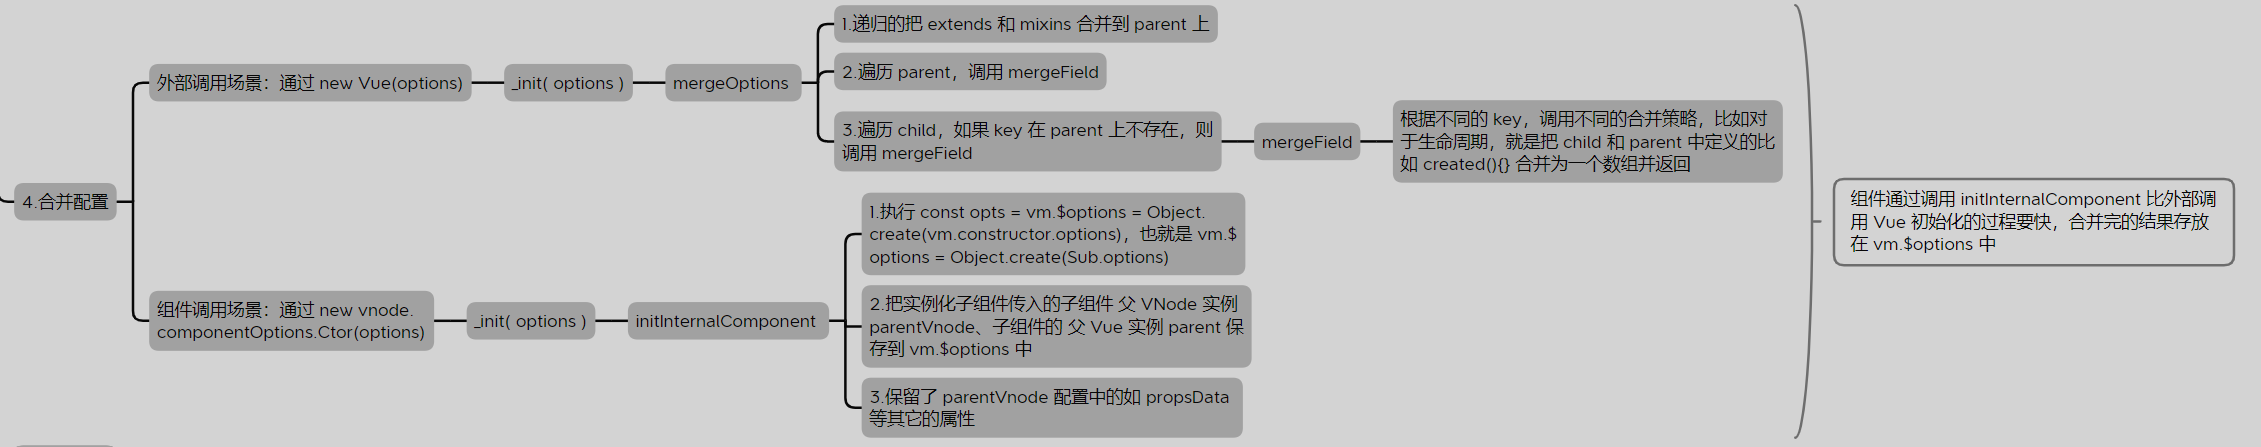 4.合并配置
外部调用场景：通过 new Vue(options)
_init( options )
mergeOptions
1.递归的把 extends 和 mixins 合并到 parent 上
2.遍历 parent，调用 mergeField
3.遍历 child，如果 key 在 parent 上不存在，则
调用 mergeField
mergeField
根据不同的 key，调用不同的合并策略，比如对
于生命周期，就是把 child 和 parent 中定义的比
如 created(){} 合并为一个数组并返回
组件调用场景：通过 new vnode.
componentOptions.Ctor(options)
_init( options )
initInternalComponent
1.执行 const opts = vm.$options = Object.
create(vm.constructor.options)，也就是 vm.$
options = Object.create(Sub.options)
2.把实例化子组件传入的子组件 父 VNode 实例
parentVnode、子组件的 父 Vue 实例 parent 保
存到 vm.$options 中
3.保留了 parentVnode 配置中的如 propsData
等其它的属性
组件通过调用 initInternalComponent 比外部调
用 Vue 初始化的过程要快，合并完的结果存放
在 vm.$options 中